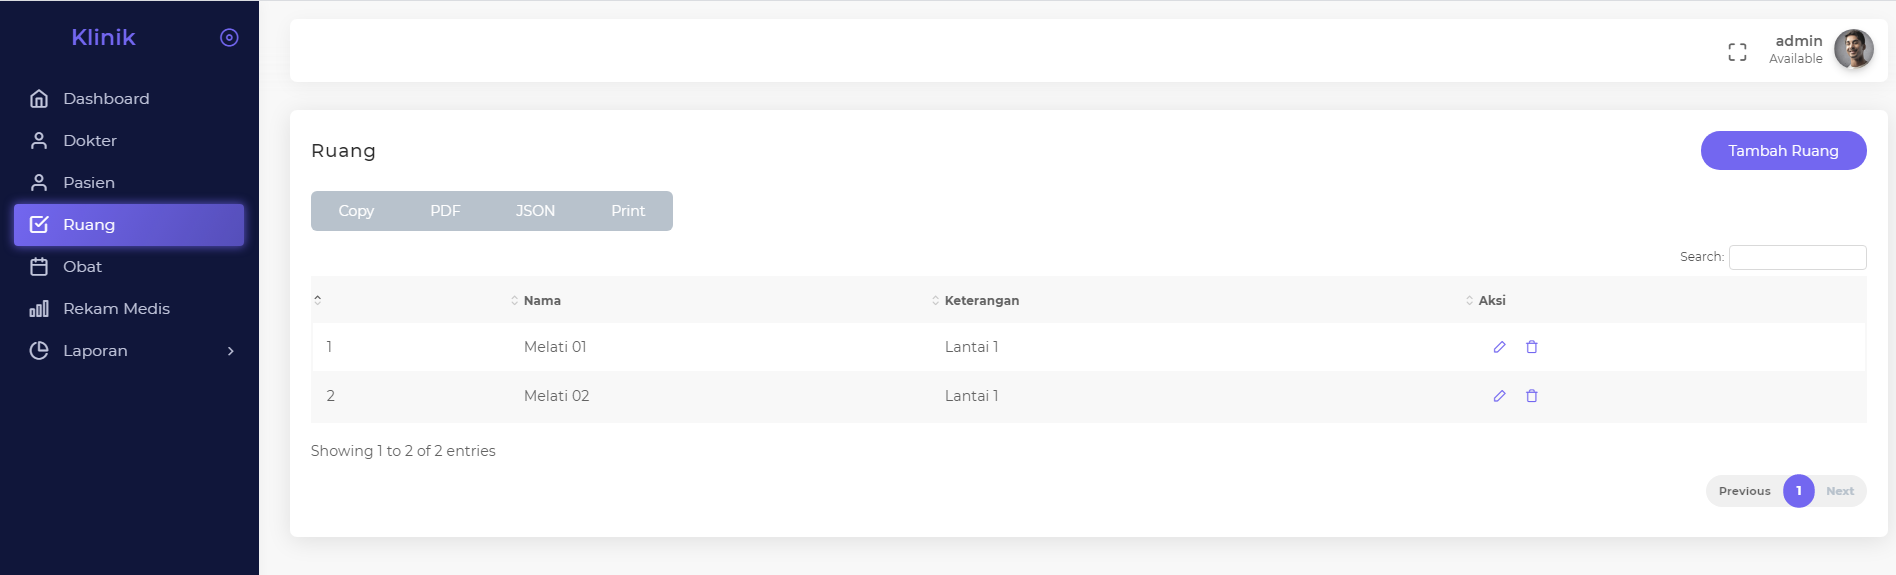 Klinik
Dashboard
Dokter
Pasien
Ruang
Obat
Rekam Medis
Laporan
admin
Available
Ruang
Tambah Ruang
Copy PDF JSON Print
Search:
Nama Keterangan Aksi
1 Melati 01 Lantai 1
2 Melati 02 Lantai 1
Showing 1 to 2 of 2 entries
Previous 1 Next